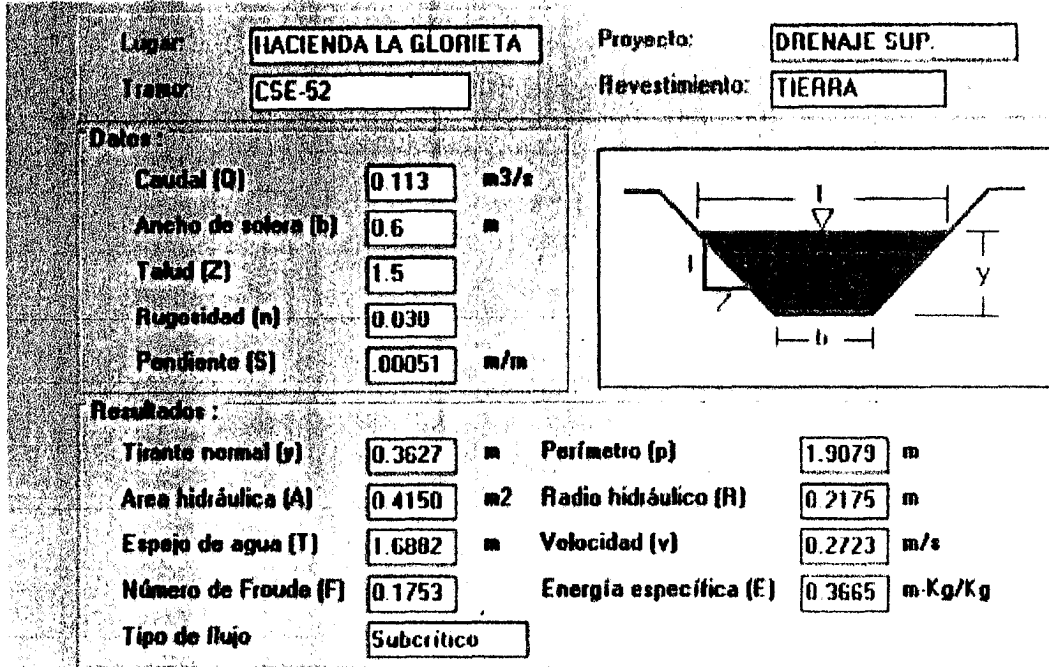 Lugar: HACIENDA LA GLORIETA Proyecto: DRENAJE SUP.
Tramo: CSE-52 Revestimiento: TIERRA
Datos :
Caudal (Q) 0.113 m3/s
Ancho de solera (b) 0.6 m
Talud (Z) 1.5
Rugosidad (n) 0.030
Pendiente (S) .00051 m/m
T
1
y
b
Resultados :
Tirante normal (y) 0.3627 m Perímetro (p) 1.9079 m
Area hidráulica (A) 0.4150 m2 Radio hidráulico (R) 0.2175 m
Espejo de agua (T) 1.6882 m Velocidad (v) 0.2723 m/s
Número de Froude (F) 0.1753 Energía específica (E) 0.3665 m-Kg/Kg
Tipo de flujo Subcrítico